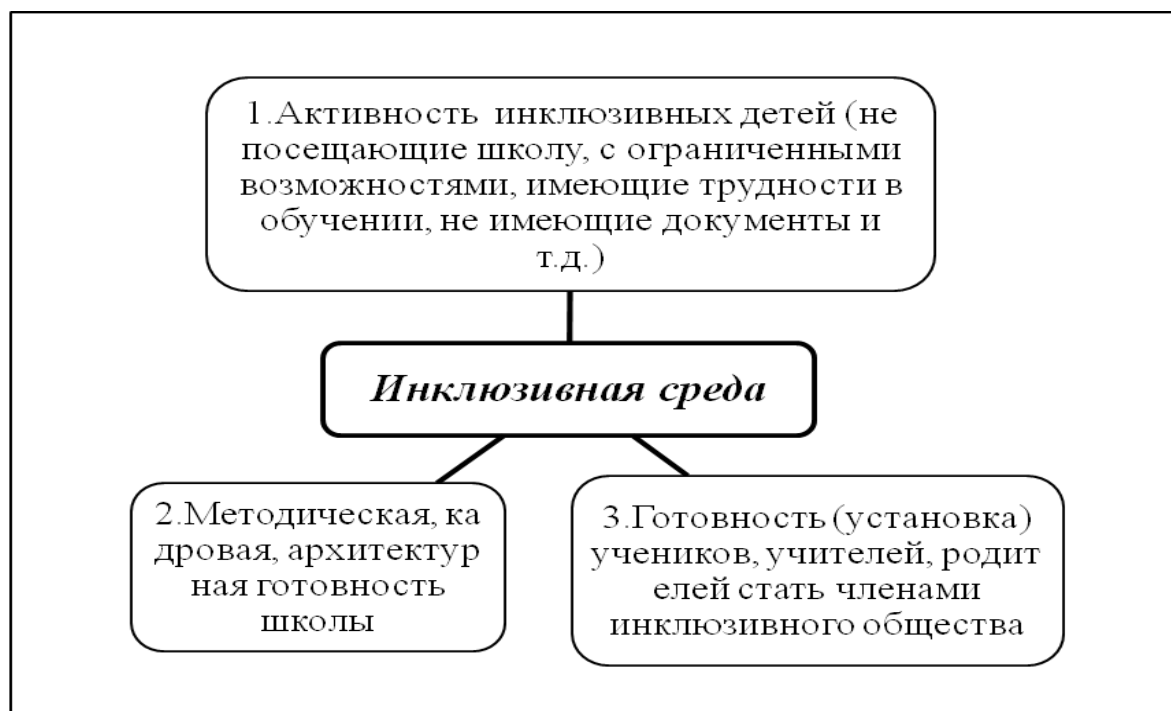 1.Активность инклюзивных детей (не
посещающие школу, с ограниченными
возможностями, имеющие трудности в
обучении, не имеющие документы и
т.д.)
Инклюзивная среда
2.Методическая, ка
дровая, архитектур
ная готовность
школы
3.Готовность (установка)
учеников, учителей, родит
елей стать членами
инклюзивного общества